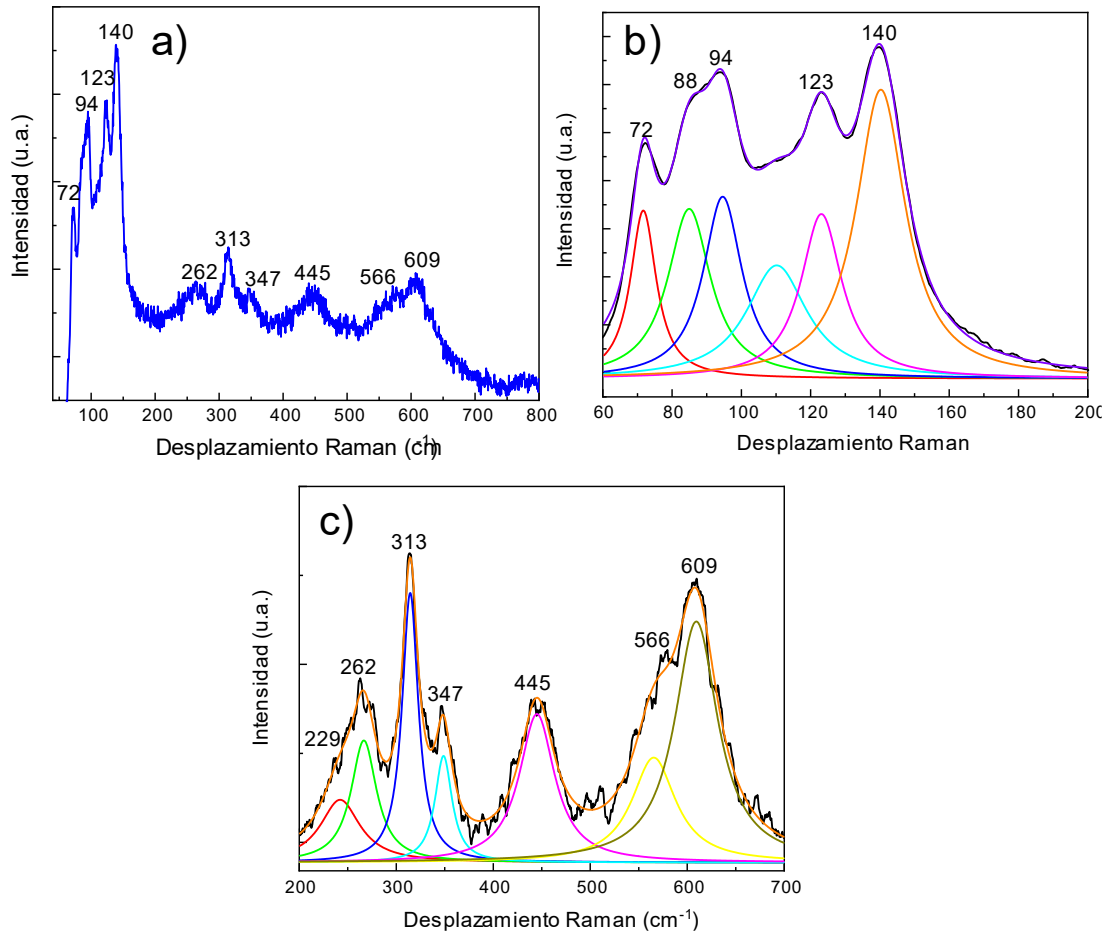 a)
140
123
94
72
313
262
347
445
566
609
Intensidad (u.a.)
100 200 300 400 500 600 700 800
Desplazamiento Raman (cm-1)
b)
140
94
88
123
72
Intensidad (u.a.)
60 80 100 120 140 160 180 200
Desplazamiento Raman
c)
313
609
566
262
347
445
229
Intensidad (u.a.)
200 300 400 500 600 700
Desplazamiento Raman (cm-1)